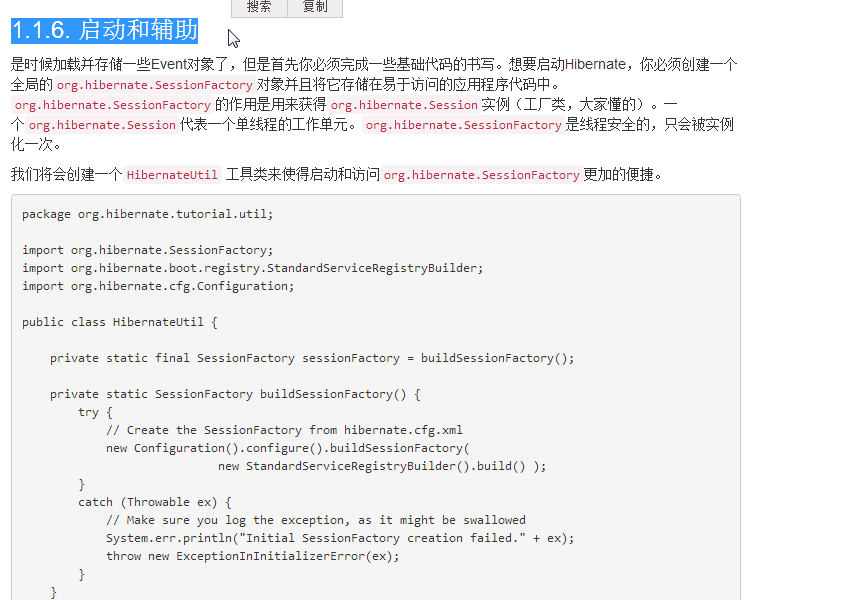 搜索 复制
1.1.6. 启动和辅助
是时候加载并存储一些Event对象了，但是首先你必须完成一些基础代码的书写。想要启动Hibernate，你必须创建一个
全局的 org.hibernate.SessionFactory 对象并且将它存储在易于访问的应用程序代码中。
org.hibernate.SessionFactory 的作用是用来获得 org.hibernate.Session 实例（工厂类，大家懂的）。一
个 org.hibernate.Session 代表一个单线程的工作单元。 org.hibernate.SessionFactory 是线程安全的，只会被实例
化一次。
我们将会创建一个 HibernateUtil 工具类来使得启动和访问 org.hibernate.SessionFactory 更加的便捷。
package org.hibernate.tutorial.util;
import org.hibernate.SessionFactory;
import org.hibernate.boot.registry.StandardServiceRegistryBuilder;
import org.hibernate.cfg.Configuration;
public class HibernateUtil {
private static final SessionFactory sessionFactory = buildSessionFactory();
private static SessionFactory buildSessionFactory() {
try {
// Create the SessionFactory from hibernate.cfg.xml
new Configuration().configure().buildSessionFactory(
new StandardServiceRegistryBuilder().build() );
}
catch (Throwable ex) {
// Make sure you log the exception, as it might be swallowed
System.err.println("Initial SessionFactory creation failed." + ex);
throw new ExceptionInInitializerError(ex);
}
}